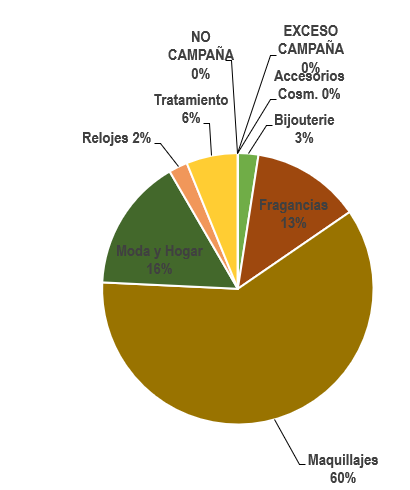 NO
CAMPAÑA
0%
EXCESO
CAMPAÑA
0%
Accesorios
Cosm. 0%
Bijouterie
3%
Fragancias
13%
Maquillajes
60%
Moda y Hogar
16%
Relojes 2%
Tratamiento
6%